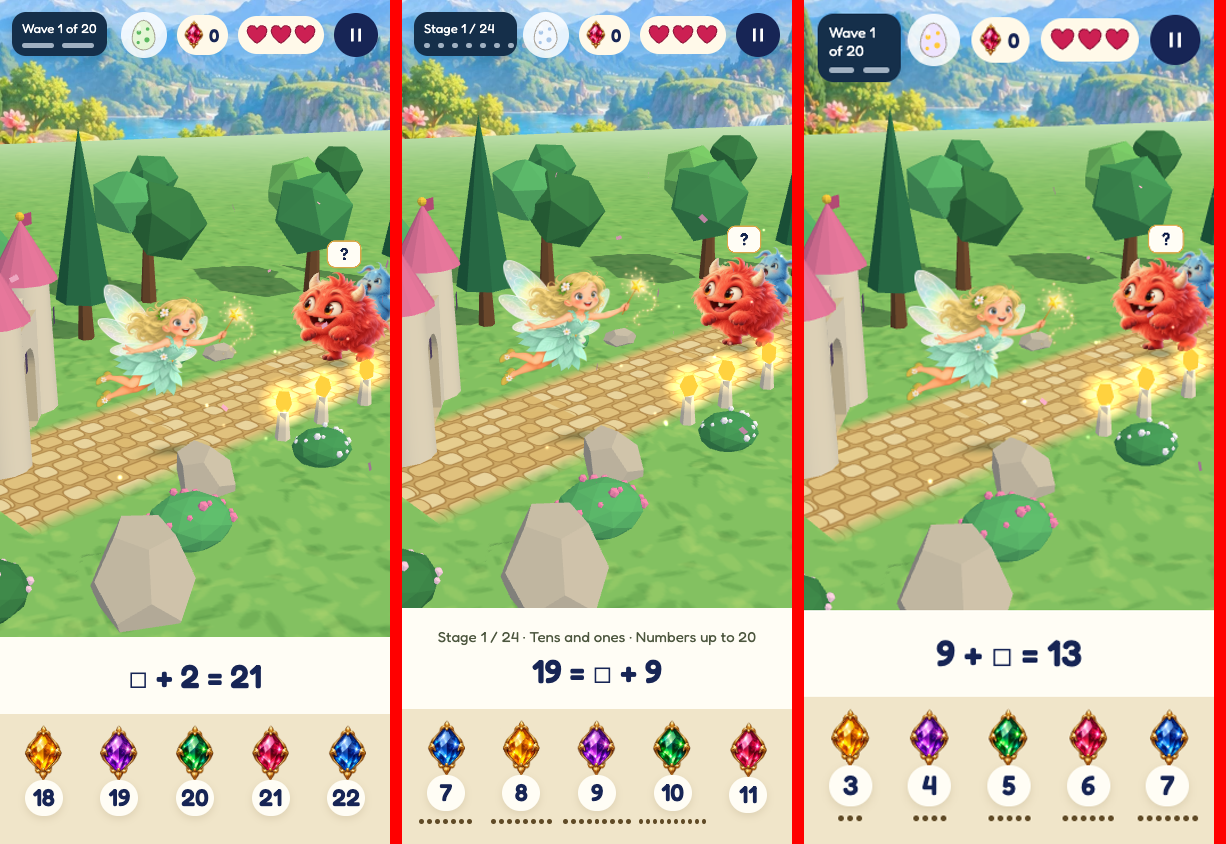 Wave 1 of 20
0
?
□ + 2 = 21
18 19 20 21 22
Stage 1 / 24
0
?
Stage 1 / 24 · Tens and ones · Numbers up to 20
19 = □ + 9
7 8 9 10 11
Wave 1
of 20
0
?
9 + □ = 13
3 4 5 6 7